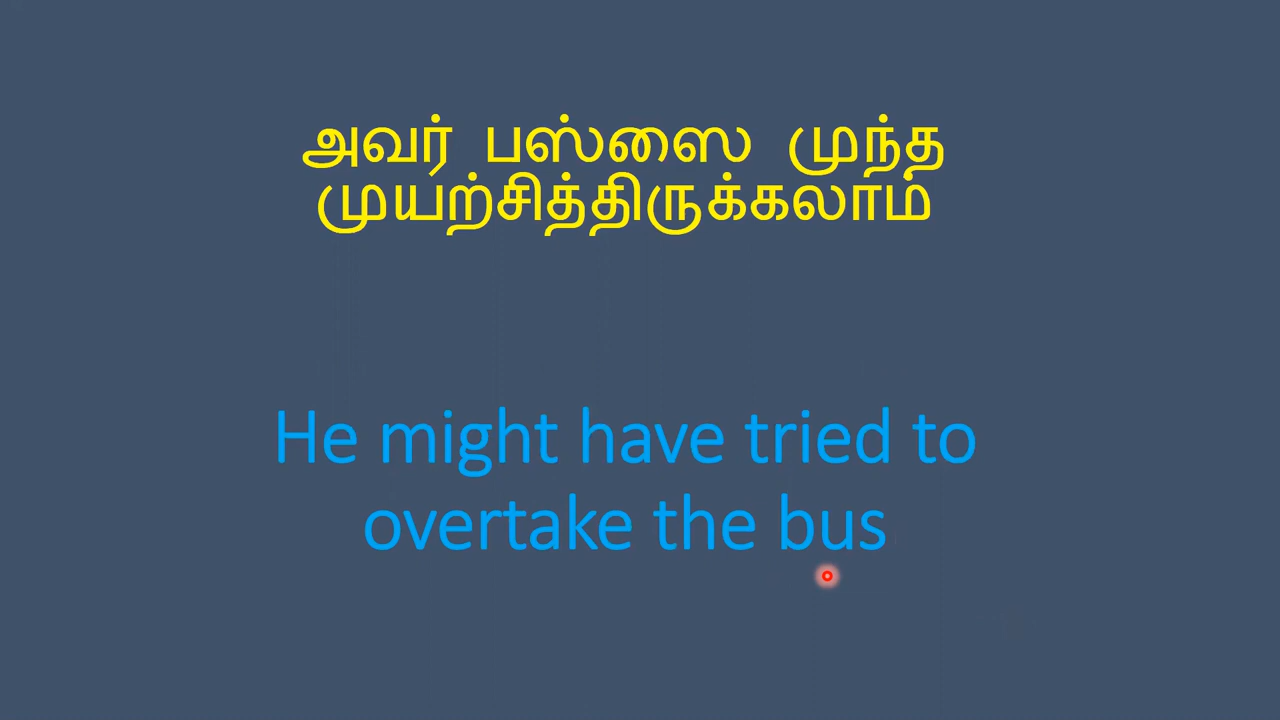 அவர் பஸ்ஸை முந்த
முயற்சித்திருக்கலாம்
He might have tried to
overtake the bus